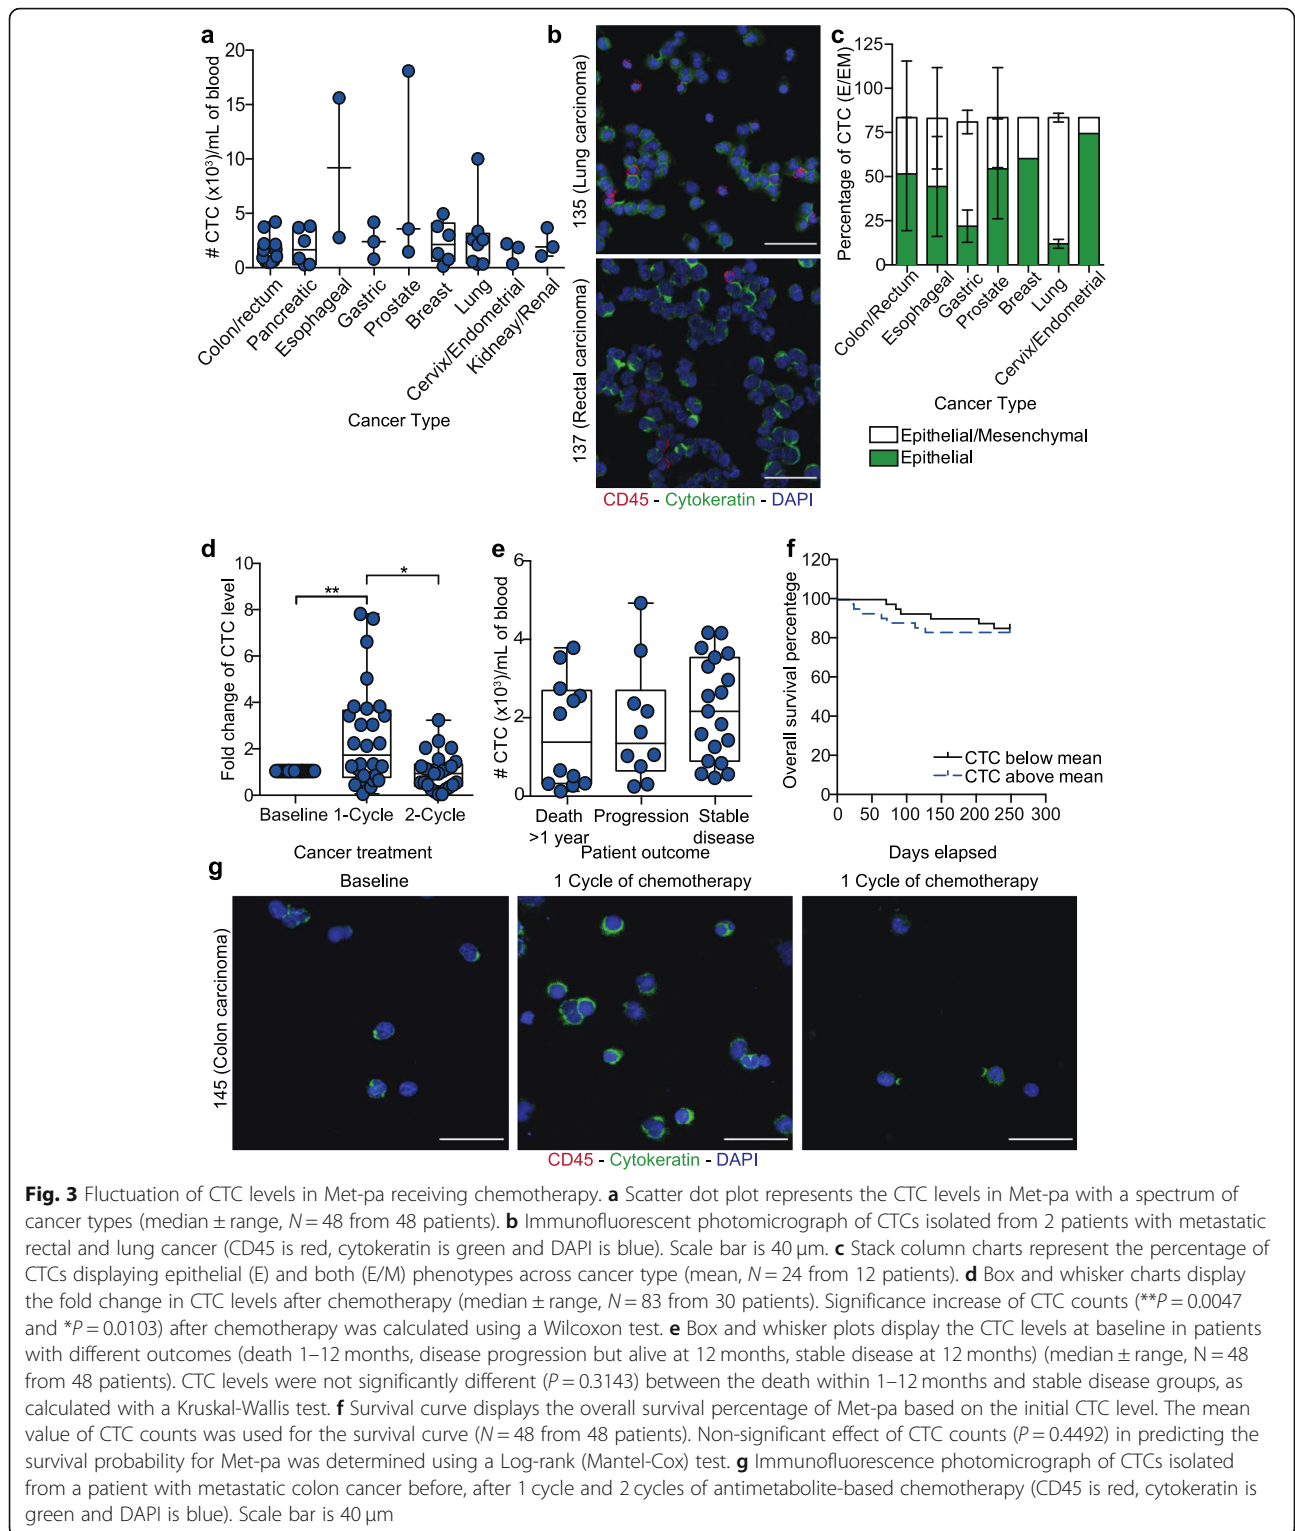 a
# CTC (x10³)/mL of blood
20
15
10
5
0
Colon/rectum
Pancreatic
Esophageal
Gastric
Prostate
Breast
Lung
Cervix/Endometrial
Kidneay/Renal
Cancer Type
b
135 (Lung carcinoma)
137 (Rectal carcinoma)
CD45 - Cytokeratin - DAPI
c
Percentage of CTC (E/EM)
125
100
75
50
25
0
Colon/Rectum
Esophageal
Gastric
Prostate
Breast
Lung
Cervix/Endometrial
Cancer Type
Epithelial/Mesenchymal
Epithelial
d
Fold change of CTC level
10
8
6
4
2
0
**
*
Baseline 1-Cycle 2-Cycle
Cancer treatment
e
# CTC (x10³)/mL of blood
6
4
2
0
Death >1 year
Progression
Stable disease
Patient outcome
f
Overall survival percentege
120
100
80
60
40
20
0
CTC below mean
CTC above mean
0 50 100 150 200 250 300
Days elapsed
g
Baseline
1 Cycle of chemotherapy
1 Cycle of chemotherapy
145 (Colon carcinoma)
CD45 - Cytokeratin - DAPI
Fig. 3 Fluctuation of CTC levels in Met-pa receiving chemotherapy. a Scatter dot plot represents the CTC levels in Met-pa with a spectrum of
cancer types (median ± range, N = 48 from 48 patients). b Immunofluorescent photomicrograph of CTCs isolated from 2 patients with metastatic
rectal and lung cancer (CD45 is red, cytokeratin is green and DAPI is blue). Scale bar is 40 μm. c Stack column charts represent the percentage of
CTCs displaying epithelial (E) and both (E/M) phenotypes across cancer type (mean, N = 24 from 12 patients). d Box and whisker charts display
the fold change in CTC levels after chemotherapy (median ± range, N = 83 from 30 patients). Significance increase of CTC counts (**P = 0.0047
and *P = 0.0103) after chemotherapy was calculated using a Wilcoxon test. e Box and whisker plots display the CTC levels at baseline in patients
with different outcomes (death 1–12 months, disease progression but alive at 12 months, stable disease at 12 months) (median ± range, N = 48
from 48 patients). CTC levels were not significantly different (P = 0.3143) between the death within 1–12 months and stable disease groups, as
calculated with a Kruskal-Wallis test. f Survival curve displays the overall survival percentage of Met-pa based on the initial CTC level. The mean
value of CTC counts was used for the survival curve (N = 48 from 48 patients). Non-significant effect of CTC counts (P = 0.4492) in predicting the
survival probability for Met-pa was determined using a Log-rank (Mantel-Cox) test. g Immunofluorescence photomicrograph of CTCs isolated
from a patient with metastatic colon cancer before, after 1 cycle and 2 cycles of antimetabolite-based chemotherapy (CD45 is red, cytokeratin is
green and DAPI is blue). Scale bar is 40 μm